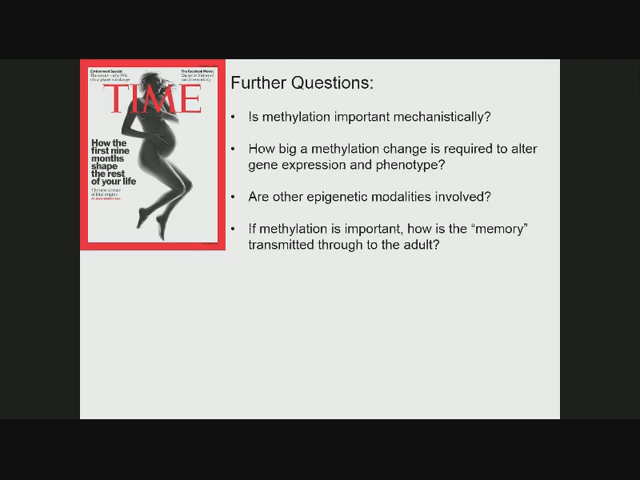 TIME
How the
first nine
months
shape
the rest
of your life
Further Questions:
• Is methylation important mechanistically?
• How big a methylation change is required to alter
gene expression and phenotype?
• Are other epigenetic modalities involved?
• If methylation is important, how is the “memory”
transmitted through to the adult?